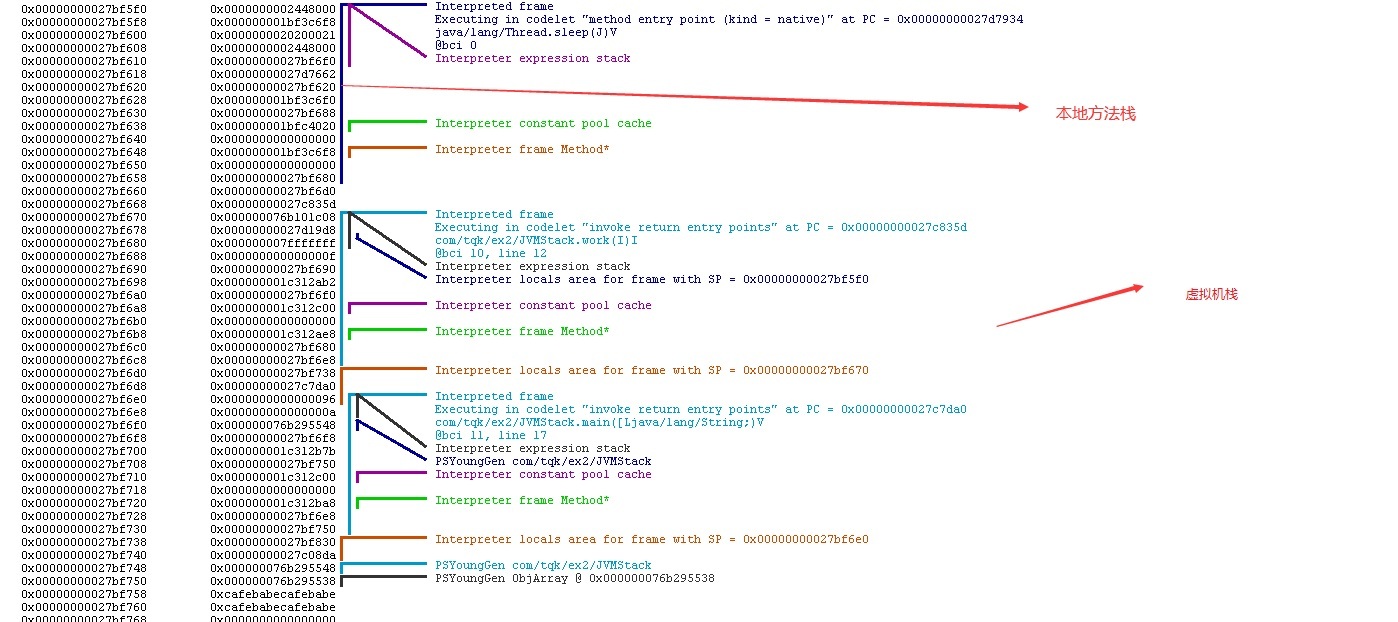 0x00000000027bf5f0 0x0000000002448000 Interpreted frame
0x00000000027bf5f8 0x000000001bf3c6f8 Executing in codelet "method entry point (kind = native)" at PC = 0x00000000027d7934
0x00000000027bf600 0x0000000020200021 java/lang/Thread.sleep(J)V
0x00000000027bf608 0x0000000002448000 @bci 0
0x00000000027bf610 0x00000000027bf6f0 Interpreter expression stack
0x00000000027bf618 0x00000000027d7662
0x00000000027bf620 0x00000000027bf620
0x00000000027bf628 0x000000001bf3c6f0
0x00000000027bf630 0x00000000027bf688 本地方法栈
0x00000000027bf638 0x000000001bfc4020 Interpreter constant pool cache
0x00000000027bf640 0x0000000000000000
0x00000000027bf648 0x000000001bf3c6f8 Interpreter frame Method*
0x00000000027bf650 0x0000000000000000
0x00000000027bf658 0x00000000027bf680
0x00000000027bf660 0x00000000027bf6d0
0x00000000027bf668 0x00000000027c835d
0x00000000027bf670 0x000000076b101c08 Interpreted frame
0x00000000027bf678 0x00000000027d19d8 Executing in codelet "invoke return entry points" at PC = 0x00000000027c835d
0x00000000027bf680 0x000000007fffffff com/tqk/ex2/JVMStack.work(I)I
0x00000000027bf688 0x000000000000000f @bci 10, line 12
0x00000000027bf690 0x00000000027bf690 Interpreter expression stack
0x00000000027bf698 0x000000001c312ab2 Interpreter locals area for frame with SP = 0x00000000027bf5f0
0x00000000027bf6a0 0x00000000027bf6f0 虚拟机栈
0x00000000027bf6a8 0x000000001c312c00 Interpreter constant pool cache
0x00000000027bf6b0 0x0000000000000000
0x00000000027bf6b8 0x000000001c312ae8 Interpreter frame Method*
0x00000000027bf6c0 0x00000000027bf680
0x00000000027bf6c8 0x00000000027bf6e8
0x00000000027bf6d0 0x00000000027bf738 Interpreter locals area for frame with SP = 0x00000000027bf670
0x00000000027bf6d8 0x00000000027c7da0
0x00000000027bf6e0 0x0000000000000096 Interpreted frame
0x00000000027bf6e8 0x000000000000000a Executing in codelet "invoke return entry points" at PC = 0x00000000027c7da0
0x00000000027bf6f0 0x000000076b295548 com/tqk/ex2/JVMStack.main([Ljava/lang/String;)V
0x00000000027bf6f8 0x00000000027bf6f8 @bci 11, line 17
0x00000000027bf700 0x000000001c312b7b Interpreter expression stack
0x00000000027bf708 0x00000000027bf750 PSYoungGen com/tqk/ex2/JVMStack
0x00000000027bf710 0x000000001c312c00 Interpreter constant pool cache
0x00000000027bf718 0x0000000000000000
0x00000000027bf720 0x000000001c312ba8 Interpreter frame Method*
0x00000000027bf728 0x00000000027bf6e8
0x00000000027bf730 0x00000000027bf750
0x00000000027bf738 0x00000000027bf830 Interpreter locals area for frame with SP = 0x00000000027bf6e0
0x00000000027bf740 0x00000000027c08da
0x00000000027bf748 0x000000076b295548 PSYoungGen com/tqk/ex2/JVMStack
0x00000000027bf750 0x000000076b295538 PSYoungGen ObjArray @ 0x000000076b295538
0x00000000027bf758 0xcafebabecafebabe
0x00000000027bf760 0xcafebabecafebabe
0x00000000027bf768 0x0000000000000000